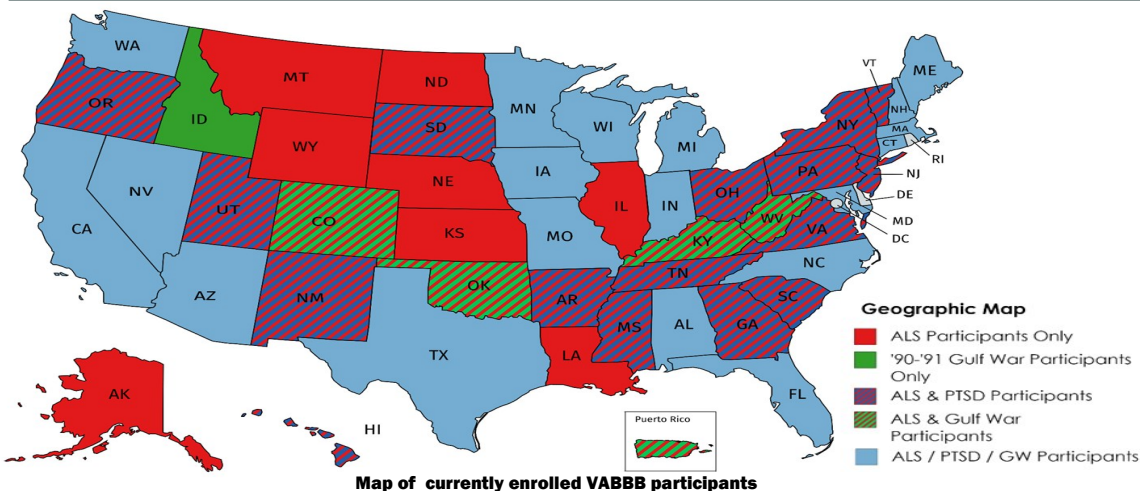 WA
MT
ND
MN
OR
ID
SD
WI
MI
WY
NE
IA
NV
UT
CO
KS
IL
IN
OH
MO
KY
WV
VA
PA
NY
VT
ME
NH
MA
CT
RI
NJ
DE
MD
DC
CA
AZ
NM
OK
AR
TN
NC
SC
GA
AL
MS
LA
TX
FL
AK
HI
Puerto Rico
Geographic Map
ALS Participants Only
'90-'91 Gulf War Participants
Only
ALS & PTSD Participants
ALS & Gulf War
Participants
ALS / PTSD / GW Participants
Map of currently enrolled VABBB participants